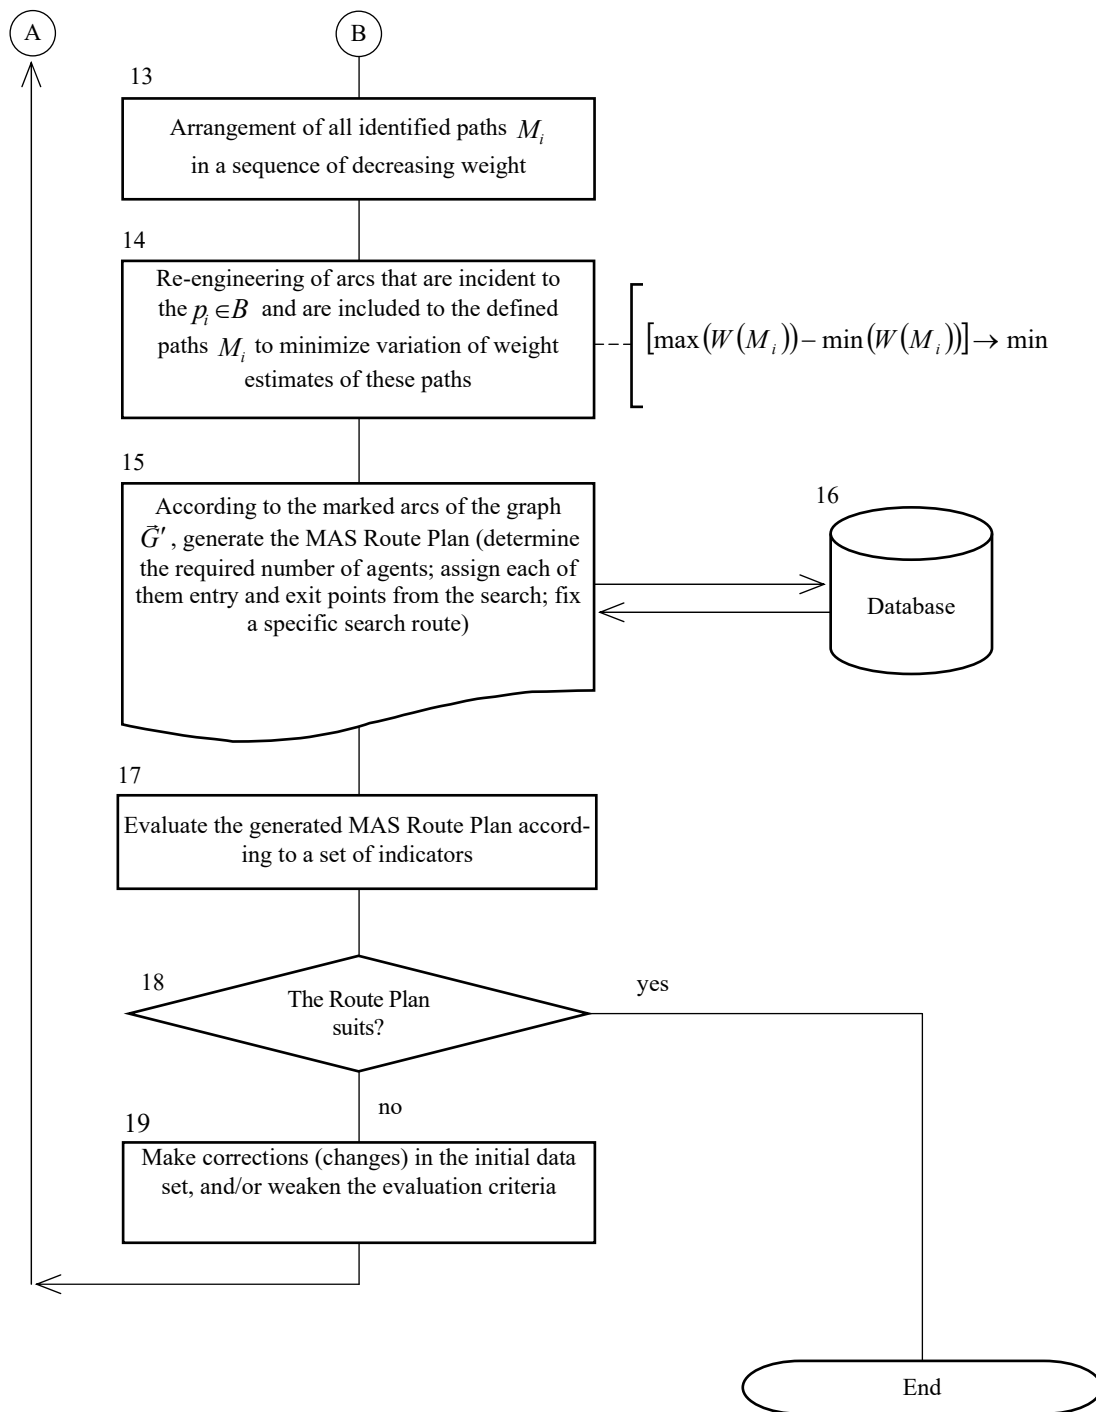 A
B
13
Arrangement of all identified paths M_i
in a sequence of decreasing weight
14
Re-engineering of arcs that are incident to
the p_i ∈ B and are included to the defined
paths M_i to minimize variation of weight
estimates of these paths
[max(W(M_i)) − min(W(M_i))] → min
15
According to the marked arcs of the graph
G⃗′, generate the MAS Route Plan (determine
the required number of agents; assign each of
them entry and exit points from the search; fix
a specific search route)
16
Database
17
Evaluate the generated MAS Route Plan accord-
ing to a set of indicators
18
The Route Plan
suits?
yes
no
19
Make corrections (changes) in the initial data
set, and/or weaken the evaluation criteria
End